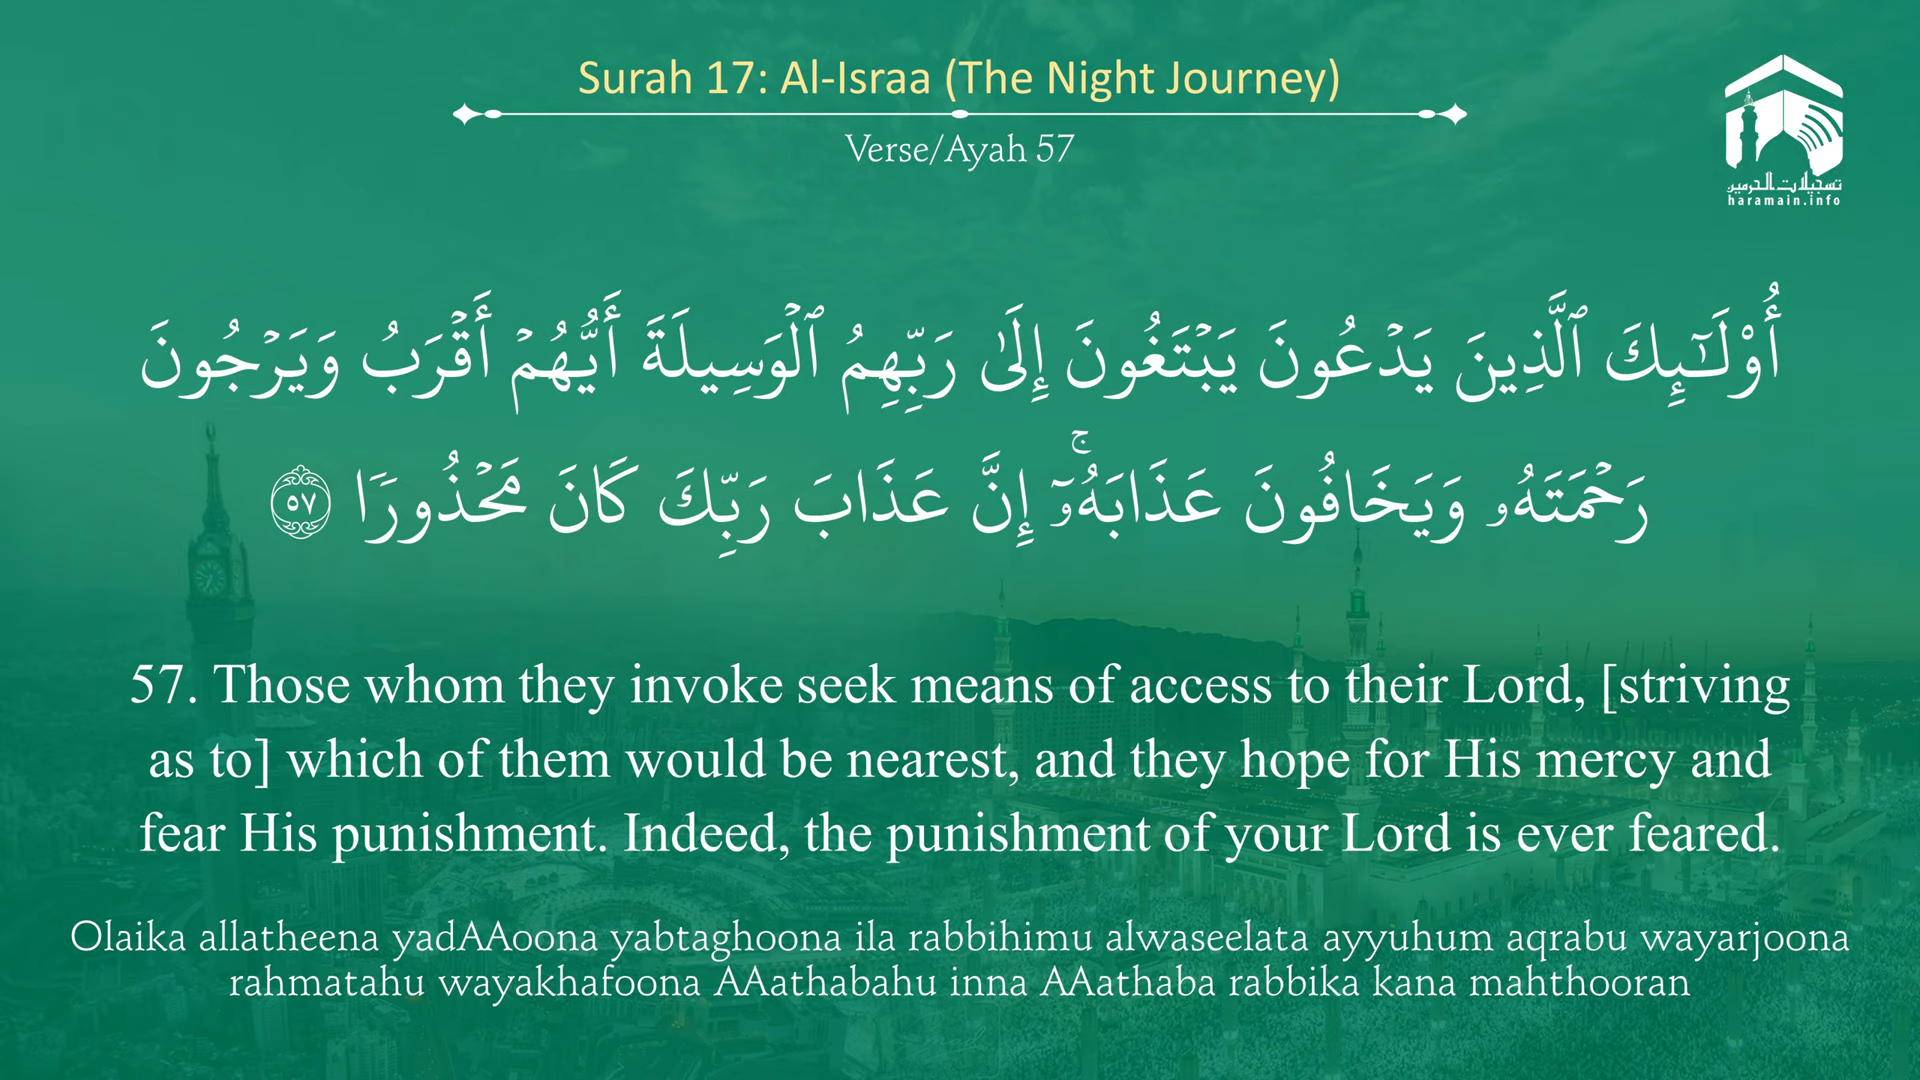 Surah 17: Al-Israa (The Night Journey)
Verse/Ayah 57
تسجيلات الحرمين
haramain.info
أُو۟لَـٰٓئِكَ ٱلَّذِينَ يَدْعُونَ يَبْتَغُونَ إِلَىٰ رَبِّهِمُ ٱلْوَسِيلَةَ أَيُّهُمْ أَقْرَبُ وَيَرْجُونَ
رَحْمَتَهُۥ وَيَخَافُونَ عَذَابَهُۥٓ ۚ إِنَّ عَذَابَ رَبِّكَ كَانَ مَحْذُورًا ٥٧
57. Those whom they invoke seek means of access to their Lord, [striving
as to] which of them would be nearest, and they hope for His mercy and
fear His punishment. Indeed, the punishment of your Lord is ever feared.
Olaika allatheena yadAAoona yabtaghoona ila rabbihimu alwaseelata ayyuhum aqrabu wayarjoona
rahmatahu wayakhafoona AAathabahu inna AAathaba rabbika kana mahthooran